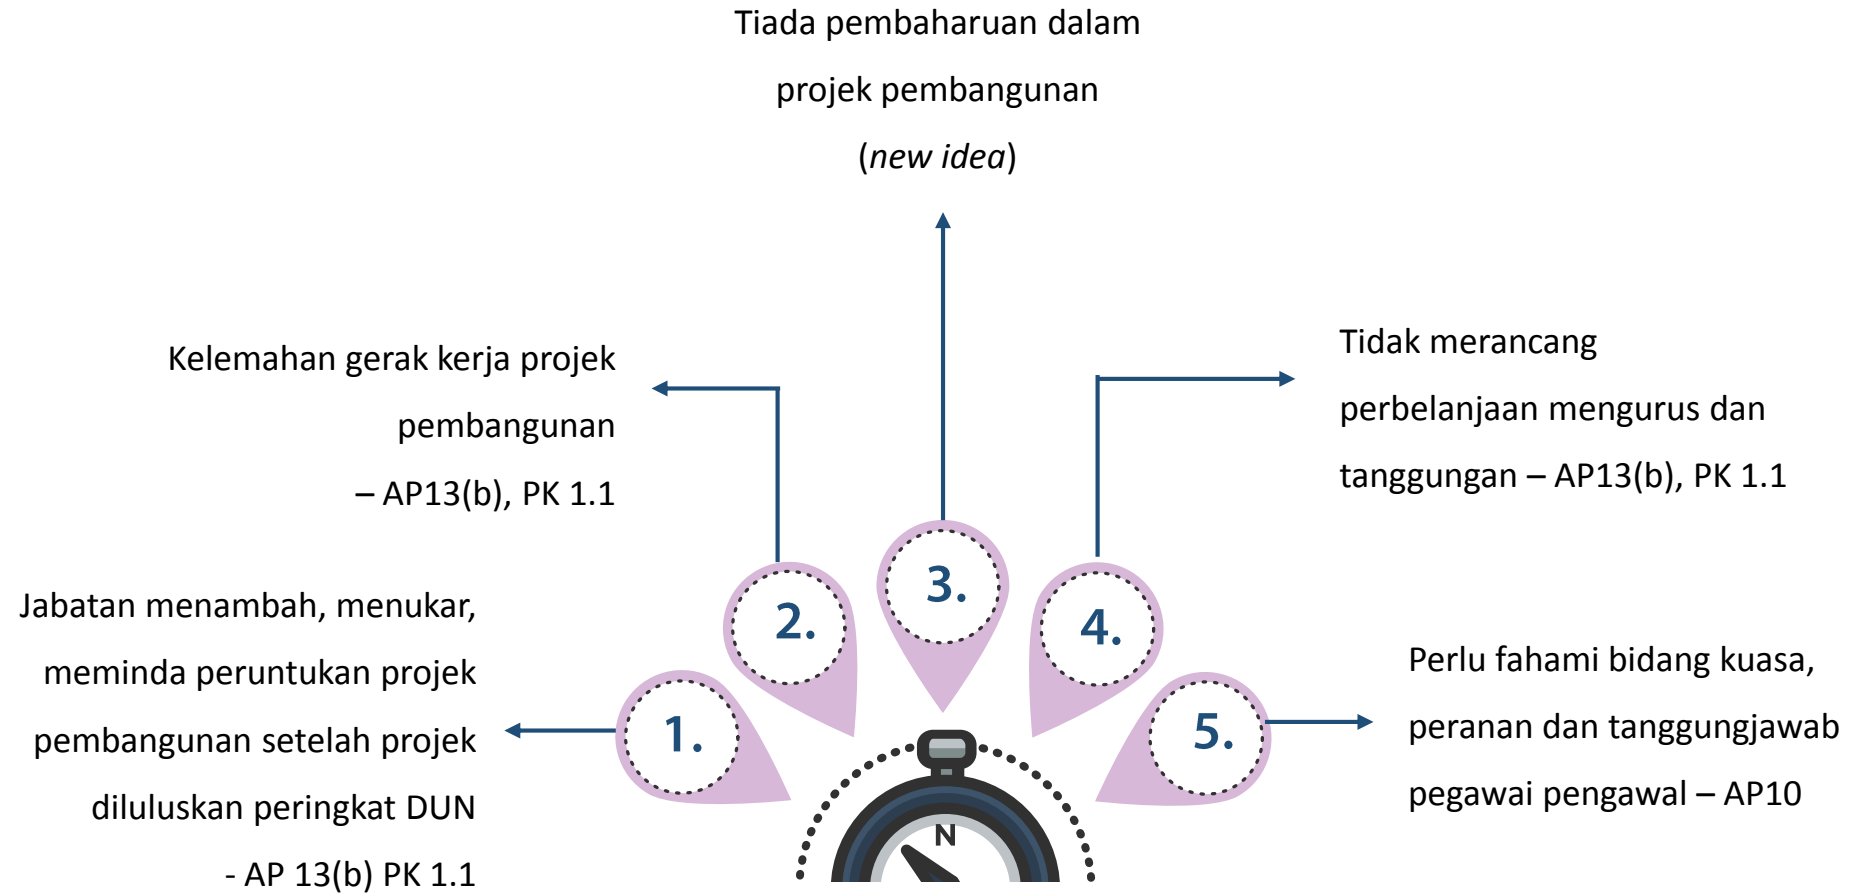 1.
Jabatan menambah, menukar,
meminda peruntukan projek
pembangunan setelah projek
diluluskan peringkat DUN
- AP 13(b) PK 1.1
2.
Kelemahan gerak kerja projek
pembangunan
– AP13(b), PK 1.1
3.
Tiada pembaharuan dalam
projek pembangunan
(new idea)
4.
Tidak merancang
perbelanjaan mengurus dan
tanggungan – AP13(b), PK 1.1
5.
Perlu fahami bidang kuasa,
peranan dan tanggungjawab
pegawai pengawal – AP10
N